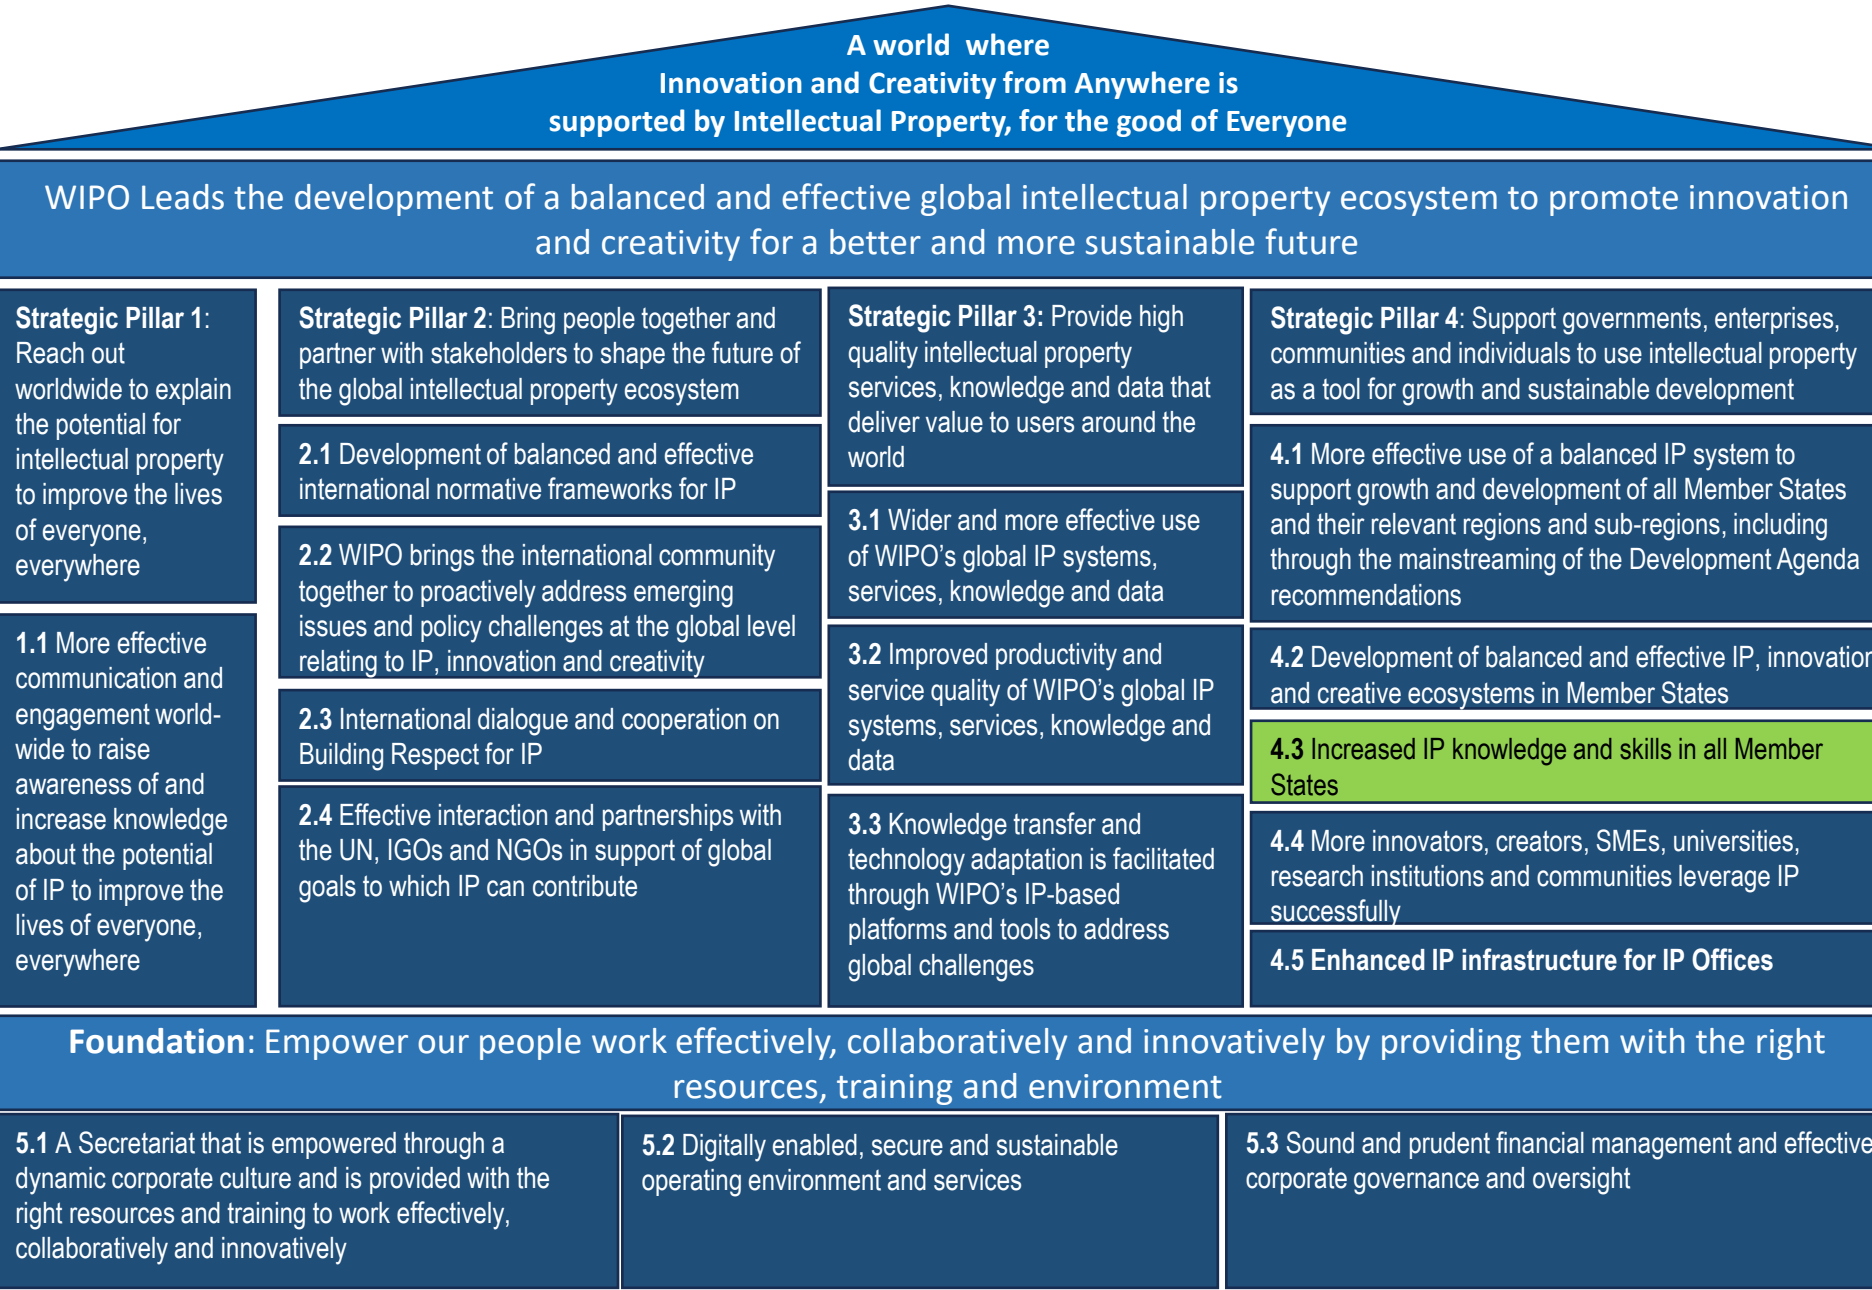 A world where
Innovation and Creativity from Anywhere is
supported by Intellectual Property, for the good of Everyone
WIPO Leads the development of a balanced and effective global intellectual property ecosystem to promote innovation
and creativity for a better and more sustainable future
Strategic Pillar 1:
Reach out
worldwide to explain
the potential for
intellectual property
to improve the lives
of everyone,
everywhere
1.1 More effective
communication and
engagement world-
wide to raise
awareness of and
increase knowledge
about the potential
of IP to improve the
lives of everyone,
everywhere
Strategic Pillar 2: Bring people together and
partner with stakeholders to shape the future of
the global intellectual property ecosystem
2.1 Development of balanced and effective
international normative frameworks for IP
2.2 WIPO brings the international community
together to proactively address emerging
issues and policy challenges at the global level
relating to IP, innovation and creativity
2.3 International dialogue and cooperation on
Building Respect for IP
2.4 Effective interaction and partnerships with
the UN, IGOs and NGOs in support of global
goals to which IP can contribute
Strategic Pillar 3: Provide high
quality intellectual property
services, knowledge and data that
deliver value to users around the
world
3.1 Wider and more effective use
of WIPO’s global IP systems,
services, knowledge and data
3.2 Improved productivity and
service quality of WIPO’s global IP
systems, services, knowledge and
data
3.3 Knowledge transfer and
technology adaptation is facilitated
through WIPO’s IP-based
platforms and tools to address
global challenges
Strategic Pillar 4: Support governments, enterprises,
communities and individuals to use intellectual property
as a tool for growth and sustainable development
4.1 More effective use of a balanced IP system to
support growth and development of all Member States
and their relevant regions and sub-regions, including
through the mainstreaming of the Development Agenda
recommendations
4.2 Development of balanced and effective IP, innovation
and creative ecosystems in Member States
4.3 Increased IP knowledge and skills in all Member
States
4.4 More innovators, creators, SMEs, universities,
research institutions and communities leverage IP
successfully
4.5 Enhanced IP infrastructure for IP Offices
Foundation: Empower our people work effectively, collaboratively and innovatively by providing them with the right
resources, training and environment
5.1 A Secretariat that is empowered through a
dynamic corporate culture and is provided with the
right resources and training to work effectively,
collaboratively and innovatively
5.2 Digitally enabled, secure and sustainable
operating environment and services
5.3 Sound and prudent financial management and effective
corporate governance and oversight